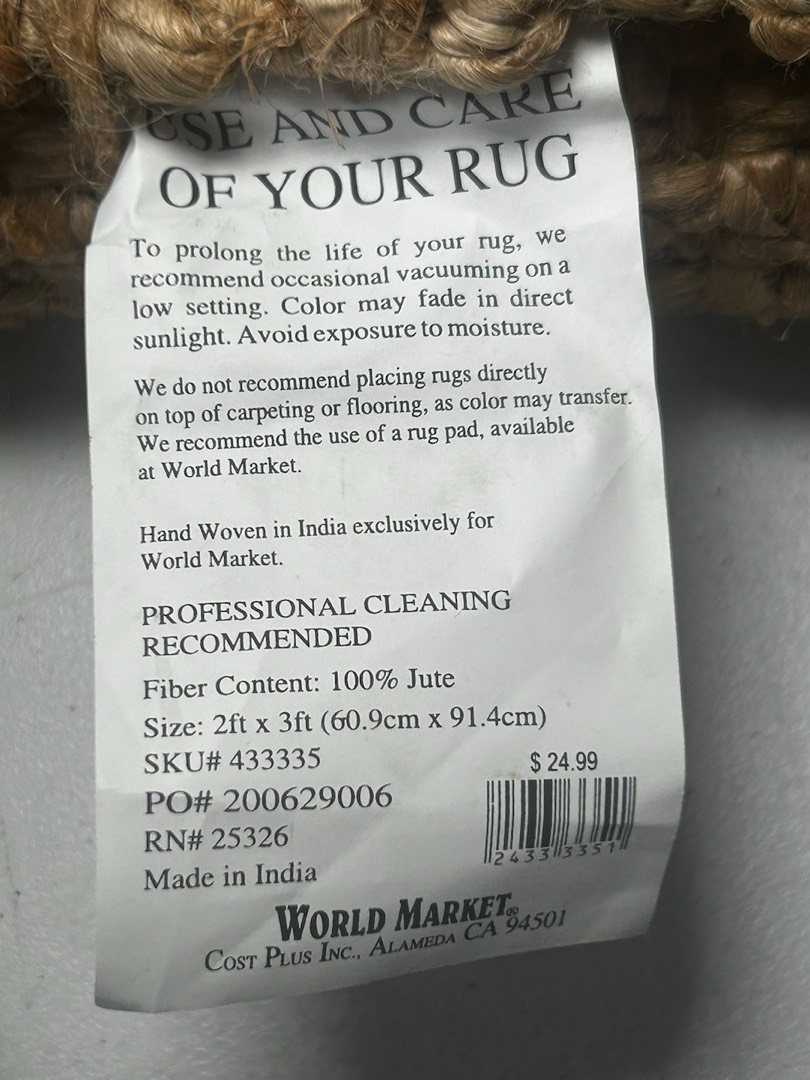 USE AND CARE
OF YOUR RUG
To prolong the life of your rug, we
recommend occasional vacuuming on a
low setting. Color may fade in direct
sunlight. Avoid exposure to moisture.
We do not recommend placing rugs directly
on top of carpeting or flooring, as color may transfer.
We recommend the use of a rug pad, available
at World Market.
Hand Woven in India exclusively for
World Market.
PROFESSIONAL CLEANING
RECOMMENDED
Fiber Content: 100% Jute
Size: 2ft x 3ft (60.9cm x 91.4cm)
SKU# 433335
PO# 200629006
RN# 25326
Made in India
$ 24.99
24333351
WORLD MARKET®
COST PLUS INC., ALAMEDA CA 94501